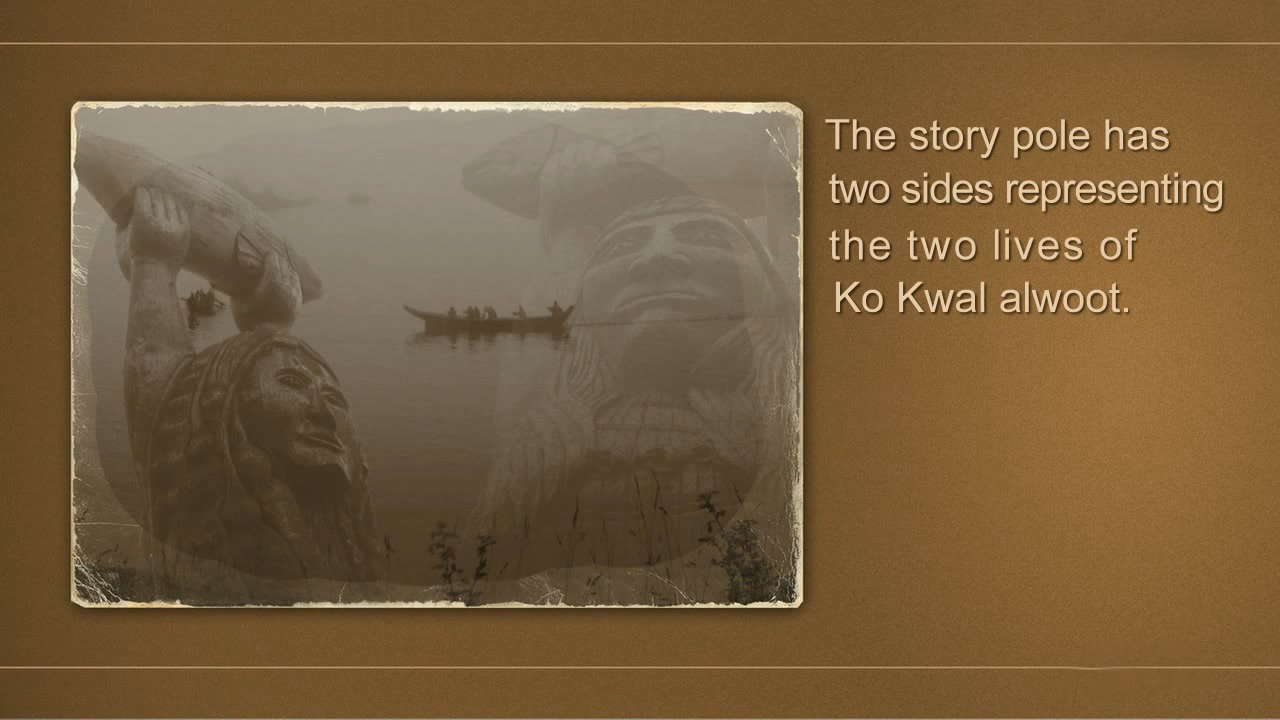 The story pole has
two sides representing
the two lives of
Ko Kwal alwoot.